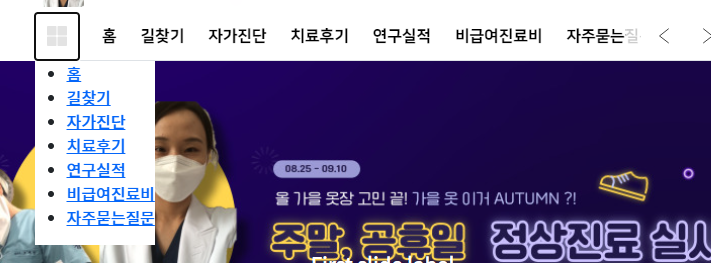 홈 길찾기 자가진단 치료후기 연구실적 비급여진료비 자주묻는질
홈
길찾기
자가진단
치료후기
연구실적
비급여진료비
자주묻는질문
08.25 - 09.10
올 가을 옷장 고민 끝! 가을 옷 이거 AUTUMN ?!
주말, 공휴일 정상진료 실시
First slide label